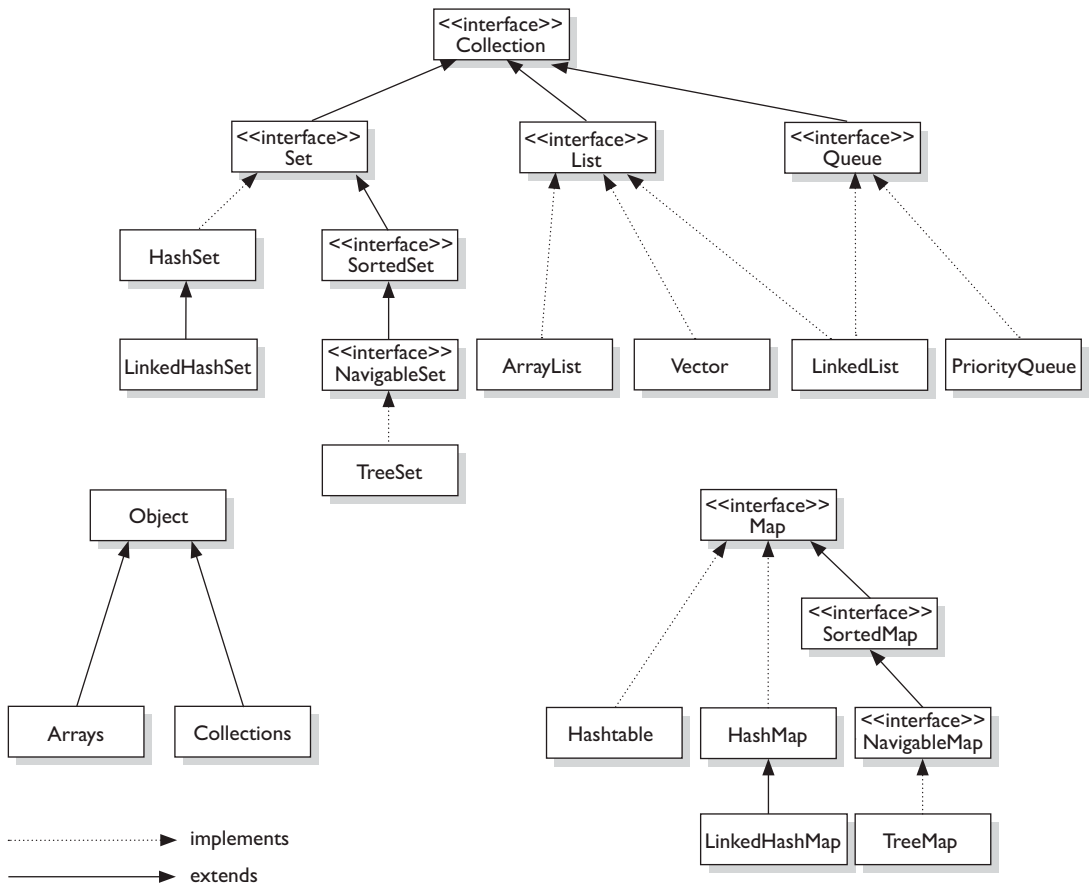 <<interface>>
Collection
<<interface>>
Set
<<interface>>
List
<<interface>>
Queue
HashSet
<<interface>>
SortedSet
LinkedHashSet
<<interface>>
NavigableSet
ArrayList
Vector
LinkedList
PriorityQueue
TreeSet
Object
<<interface>>
Map
<<interface>>
SortedMap
Arrays
Collections
Hashtable
HashMap
<<interface>>
NavigableMap
LinkedHashMap
TreeMap
implements
extends